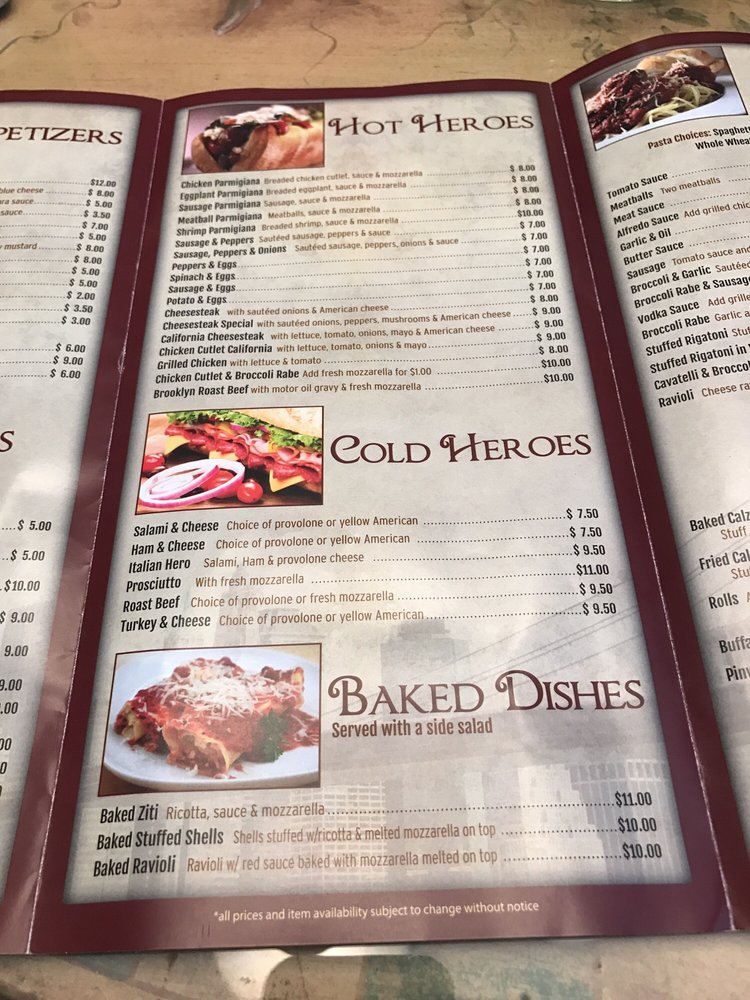 PETIZERS
$12.00
blue cheese $ 8.00
ara sauce $ 5.00
sauce $ 3.50
$ 7.00
$ 5.00
y mustard $ 8.00
$ 8.00
$ 5.00
$ 5.00
$ 2.00
$ 3.50
$ 3.00
$ 6.00
$ 9.00
$ 6.00
S
$ 5.00
$ 5.00
$10.00
$ 9.00
9.00
9.00
.00
00
0
Hot Heroes
Chicken Parmigiana Breaded chicken cutlet, sauce & mozzarella $ 8.00
Eggplant Parmigiana Breaded eggplant, sauce & mozzarella $ 8.00
Sausage Parmigiana Sausage, sauce & mozzarella $ 8.00
Meatball Parmigiana Meatballs, sauce & mozzarella $ 8.00
Shrimp Parmigiana Breaded shrimp, sauce & mozzarella $10.00
Sausage & Peppers Sautéed sausage, peppers & sauce $ 7.00
Sausage, Peppers & Onions Sautéed sausage, peppers, onions & sauce $ 7.00
Peppers & Eggs $ 7.00
Spinach & Eggs $ 7.00
Sausage & Eggs $ 7.00
Potato & Eggs $ 7.00
Cheesesteak with sautéed onions & American cheese $ 8.00
Cheesesteak Special with sautéed onions, peppers, mushrooms & American cheese $ 9.00
California Cheesesteak with lettuce, tomato, onions, mayo & American cheese $ 9.00
Chicken Cutlet California with lettuce, tomato, onions & mayo $ 9.00
Grilled Chicken with lettuce & tomato $ 8.00
Chicken Cutlet & Broccoli Rabe Add fresh mozzarella for $1.00 $10.00
Brooklyn Roast Beef with motor oil gravy & fresh mozzarella $10.00
Cold Heroes
Salami & Cheese Choice of provolone or yellow American $ 7.50
Ham & Cheese Choice of provolone or yellow American $ 7.50
Italian Hero Salami, Ham & provolone cheese $ 9.50
Prosciutto With fresh mozzarella $11.00
Roast Beef Choice of provolone or fresh mozzarella $ 9.50
Turkey & Cheese Choice of provolone or yellow American $ 9.50
Baked Dishes
Served with a side salad
Baked Ziti Ricotta, sauce & mozzarella $11.00
Baked Stuffed Shells Shells stuffed w/ricotta & melted mozzarella on top $10.00
Baked Ravioli Ravioli w/ red sauce baked with mozzarella melted on top $10.00
*all prices and item availability subject to change without notice
Pasta Choices: Spaghett
Whole Whea
Tomato Sauce
Meatballs Two meatballs
Meat Sauce
Alfredo Sauce Add grilled chic
Garlic & Oil
Butter Sauce
Sausage Tomato sauce and
Broccoli & Garlic Sautéed
Broccoli Rabe & Sausage
Vodka Sauce Add grille
Broccoli Rabe Garlic a
Stuffed Rigatoni Stu
Stuffed Rigatoni in
Cavatelli & Brocco
Ravioli Cheese ra
Baked Calz
Stuff
Fried Cal
Stu
Rolls
Buffa
Pinw